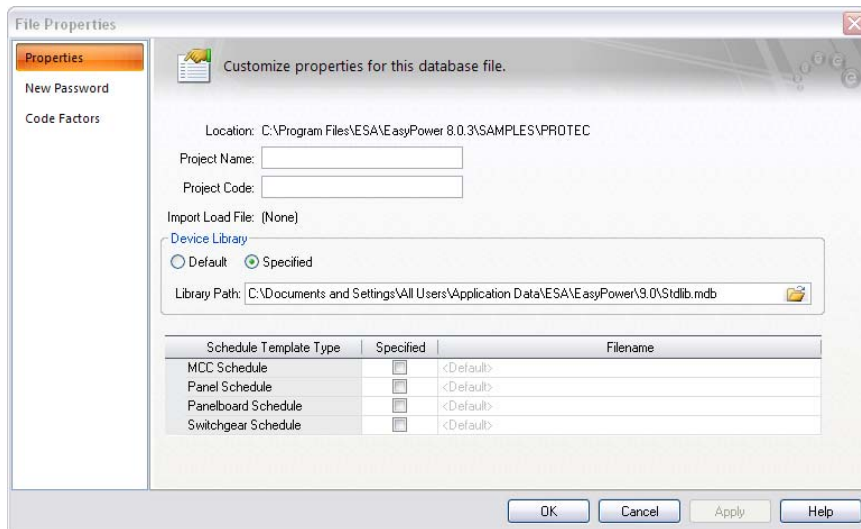 File Properties
Properties
New Password
Code Factors
Customize properties for this database file.
Location: C:\Program Files\ESA\EasyPower 8.0.3\SAMPLES\PROTEC
Project Name:
Project Code:
Import Load File: (None)
Device Library
Default Specified
Library Path: C:\Documents and Settings\All Users\Application Data\ESA\EasyPower\9.0\Stdlib.mdb
Schedule Template Type Specified Filename
MCC Schedule <Default>
Panel Schedule <Default>
Panelboard Schedule <Default>
Switchgear Schedule <Default>
OK Cancel Apply Help